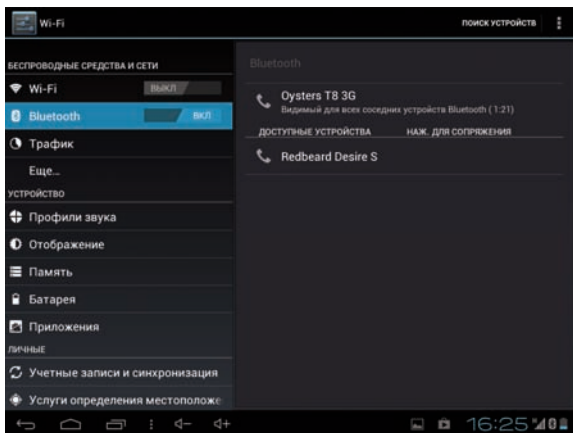 Wi-Fi
ПОИСК УСТРОЙСТВ
БЕСПРОВОДНЫЕ СРЕДСТВА И СЕТИ
Wi-Fi ВЫКЛ
Bluetooth ВКЛ
Трафик
Еще...
УСТРОЙСТВО
Профили звука
Отображение
Память
Батарея
Приложения
ЛИЧНЫЕ
Учетные записи и синхронизация
Услуги определения местоположе
Bluetooth
Oysters T8 3G
Видимый для всех соседних устройств Bluetooth (1:21)
ДОСТУПНЫЕ УСТРОЙСТВА НАЖ. ДЛЯ СОПРЯЖЕНИЯ
Redbeard Desire S
16:25